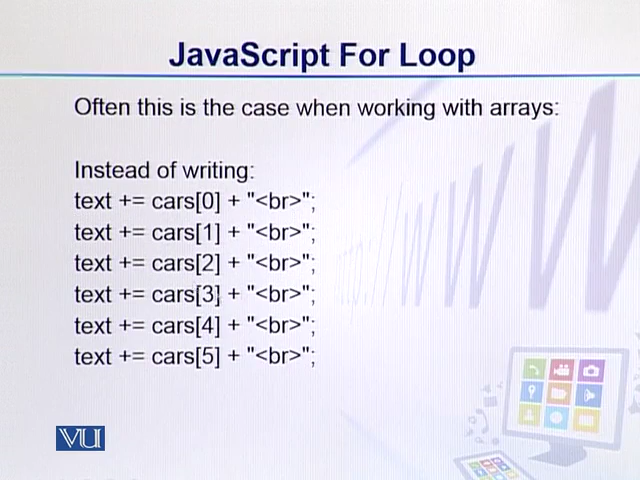 JavaScript For Loop
Often this is the case when working with arrays:
Instead of writing:
text += cars[0] + "<br>";
text += cars[1] + "<br>";
text += cars[2] + "<br>";
text += cars[3] + "<br>";
text += cars[4] + "<br>";
text += cars[5] + "<br>";
http://WWW
VU